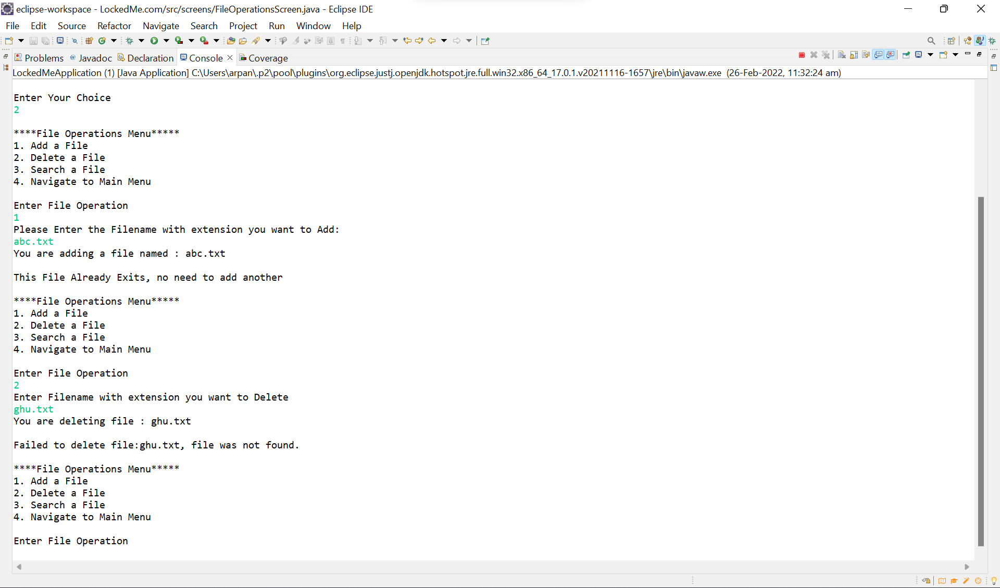 eclipse-workspace - LockedMe.com/src/screens/FileOperationsScreen.java - Eclipse IDE
File Edit Source Refactor Navigate Search Project Run Window Help
Problems @ Javadoc Declaration Console Coverage
LockedMeApplication (1) [Java Application] C:\Users\arpan\.p2\pool\plugins\org.eclipse.justj.openjdk.hotspot.jre.full.win32.x86_64_17.0.1.v20211116-1657\jre\bin\javaw.exe (26-Feb-2022, 11:32:24 am)
Enter Your Choice
2
****File Operations Menu*****
1. Add a File
2. Delete a File
3. Search a File
4. Navigate to Main Menu
Enter File Operation
1
Please Enter the Filename with extension you want to Add:
abc.txt
You are adding a file named : abc.txt
This File Already Exits, no need to add another
****File Operations Menu*****
1. Add a File
2. Delete a File
3. Search a File
4. Navigate to Main Menu
Enter File Operation
2
Enter Filename with extension you want to Delete
ghu.txt
You are deleting file : ghu.txt
Failed to delete file:ghu.txt, file was not found.
****File Operations Menu*****
1. Add a File
2. Delete a File
3. Search a File
4. Navigate to Main Menu
Enter File Operation